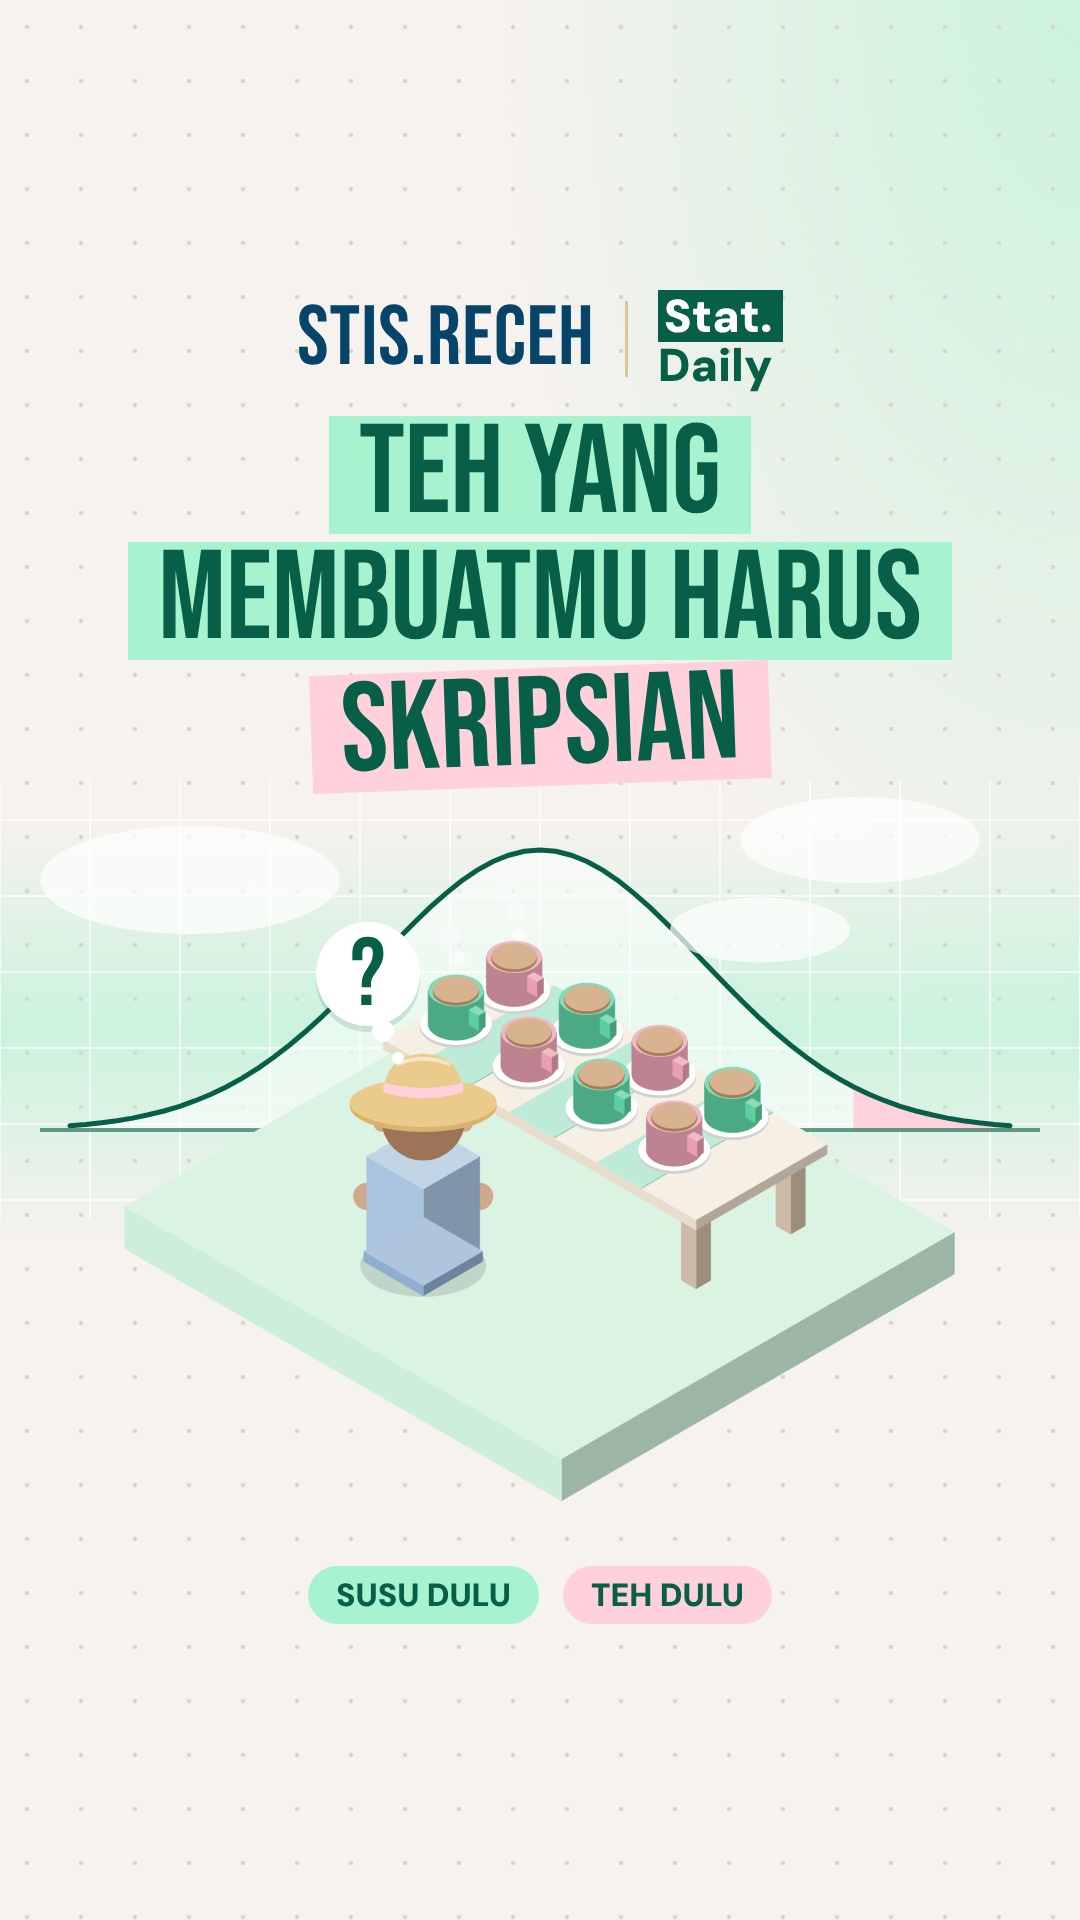 STIS.RECEH
Stat.
Daily
TEH YANG
MEMBUATMU HARUS
SKRIPSIAN
?
SUSU DULU
TEH DULU